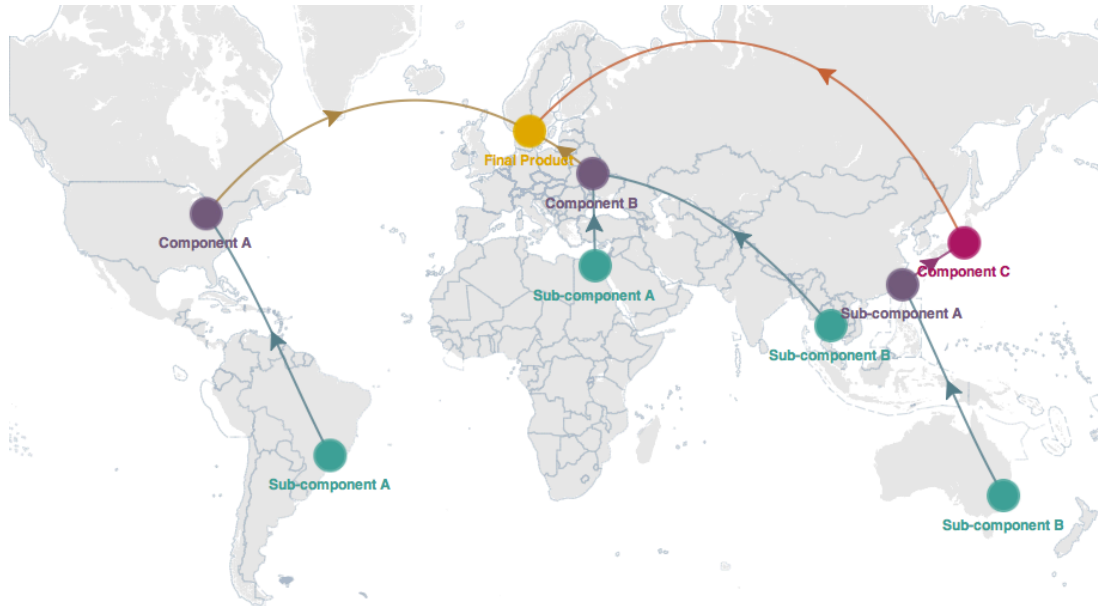 Final Product
Component B
Component A
Sub-component A
Component C
Sub-component A
Sub-component B
Sub-component A
Sub-component B